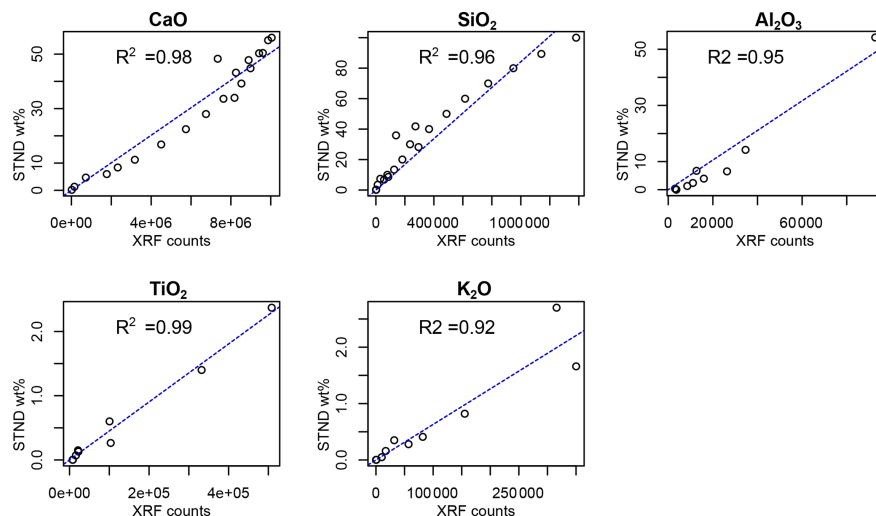 CaO
R² =0.98
STND wt%
50
30
10
0
0e+00 4e+06 8e+06
XRF counts
SiO₂
R² =0.96
STND wt%
80
60
40
20
0
0 400000 1000000
XRF counts
Al₂O₃
R2 =0.95
STND wt%
50
30
10
0
0 20000 60000
XRF counts
TiO₂
R² =0.99
STND wt%
2.0
1.0
0.0
0e+00 2e+05 4e+05
XRF counts
K₂O
R2 =0.92
STND wt%
2.0
1.0
0.0
0 100000 250000
XRF counts